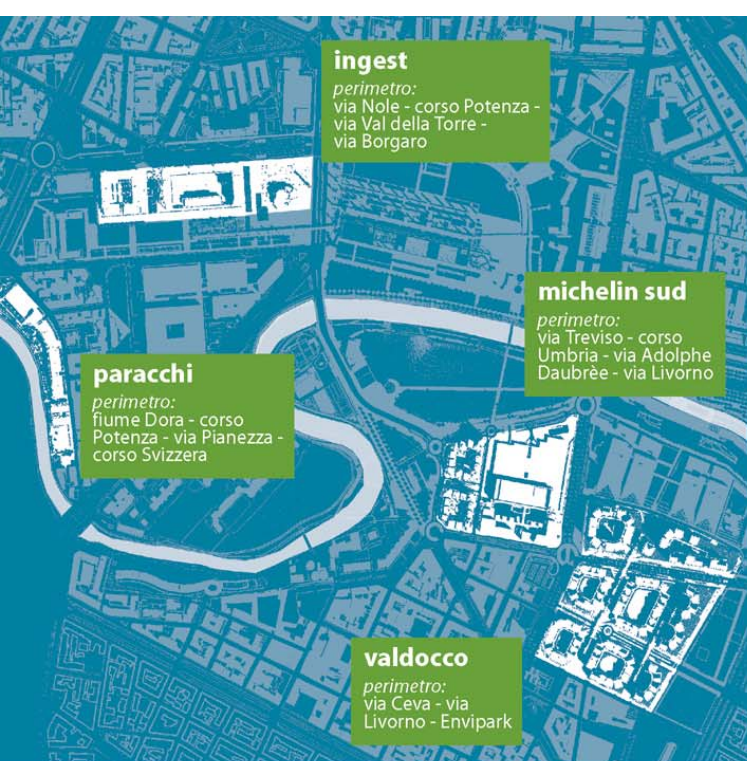 ingest
perimetro:
via Nole - corso Potenza -
via Val della Torre -
via Borgaro
michelin sud
perimetro:
via Treviso - corso
Umbria - via Adolphe
Daubrèe - via Livorno
paracchi
perimetro:
fiume Dora - corso
Potenza - via Pianezza -
corso Svizzera
valdocco
perimetro:
via Ceva - via
Livorno - Envipark